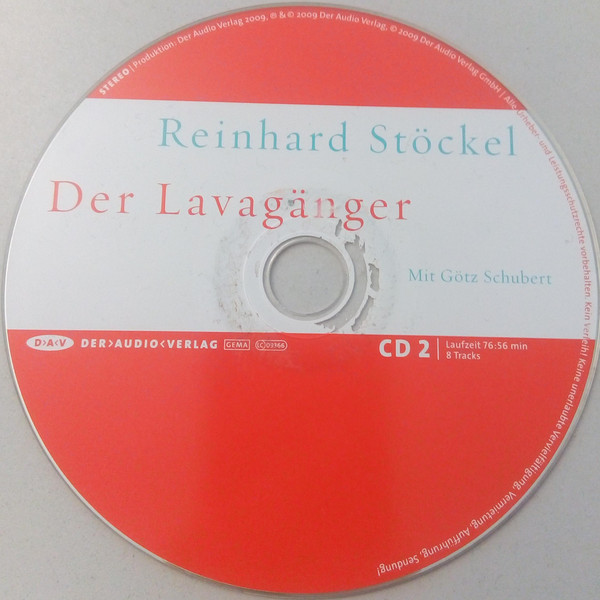 STEREO | Produktion: Der Audio Verlag 2009, ℗ & © 2009 Der Audio Verlag, © 2009 Der Audio Verlag GmbH | Alle Urheber- und Leistungsschutzrechte vorbehalten. Kein Verleih! Keine unerlaubte Vervielfältigung, Vermietung, Aufführung, Sendung!
Reinhard Stöckel
Der Lavagänger
Mit Götz Schubert
D>A<V DER>AUDIO<VERLAG GEMA LC 03966
CD 2 | Laufzeit 76:56 min
8 Tracks